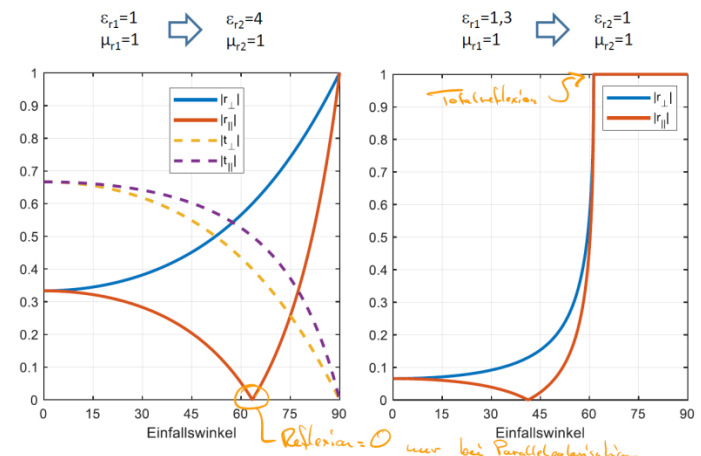 εr1=1 εr2=4
μr1=1 μr2=1
εr1=1,3 εr2=1
μr1=1 μr2=1
1
0.9
0.8
0.7
0.6
0.5
0.4
0.3
0.2
0.1
0
|r⊥|
|r|||
|t⊥|
|t|||
0 15 30 45 60 75 90
Einfallswinkel
1
0.9
0.8
0.7
0.6
0.5
0.4
0.3
0.2
0.1
0
Totalreflexion
|r⊥|
|r|||
0 15 30 45 60 75 90
Einfallswinkel
Reflexion=0 nur bei Parallelpolarisation